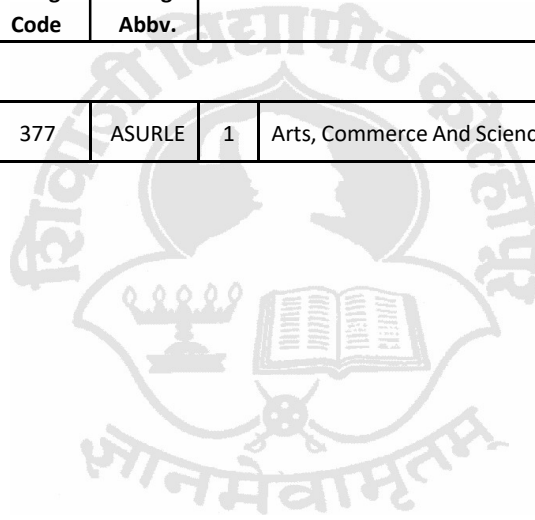 Code Abbv.
377 ASURLE 1 Arts, Commerce And Scienc
शिवाजी विद्यापीठ कोल्हापूर
ज्ञानमेवामृतम्